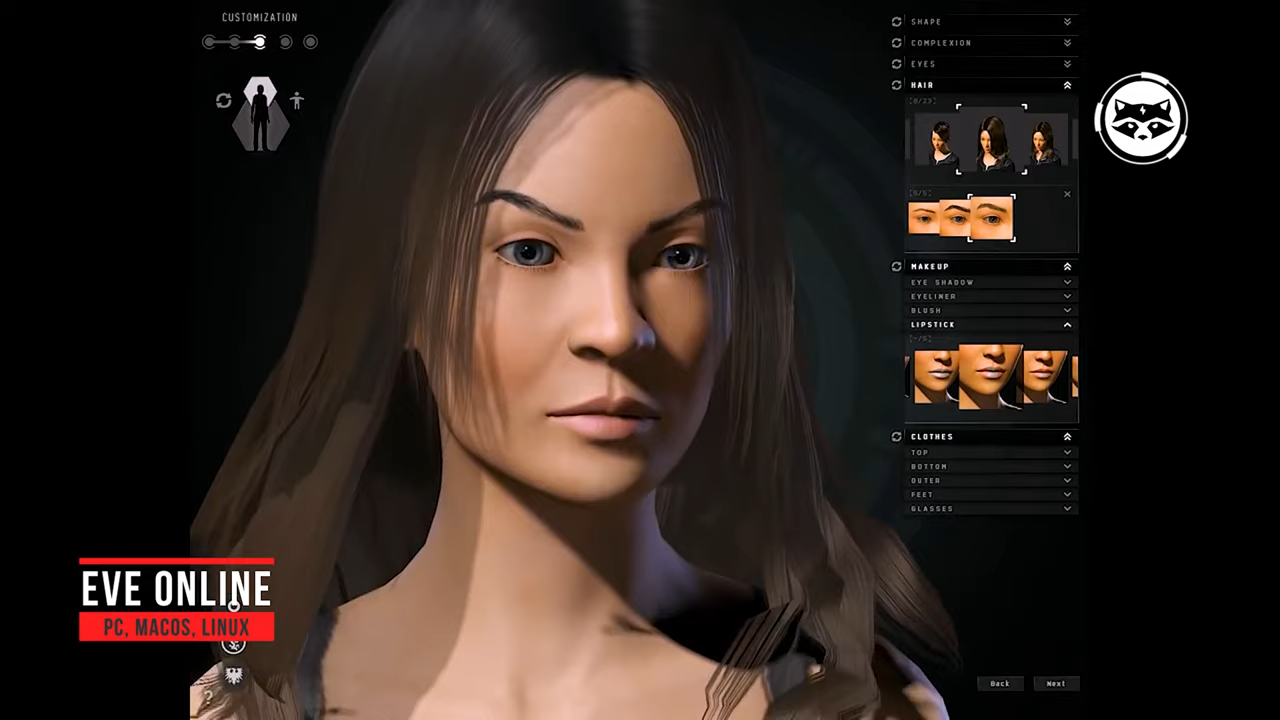 CUSTOMIZATION
SHAPE
COMPLEXION
EYES
HAIR
MAKEUP
EYE SHADOW
EYELINER
BLUSH
LIPSTICK
CLOTHES
TOP
BOTTOM
OUTER
FEET
GLASSES
EVE ONLINE
PC, MACOS, LINUX
Back Next